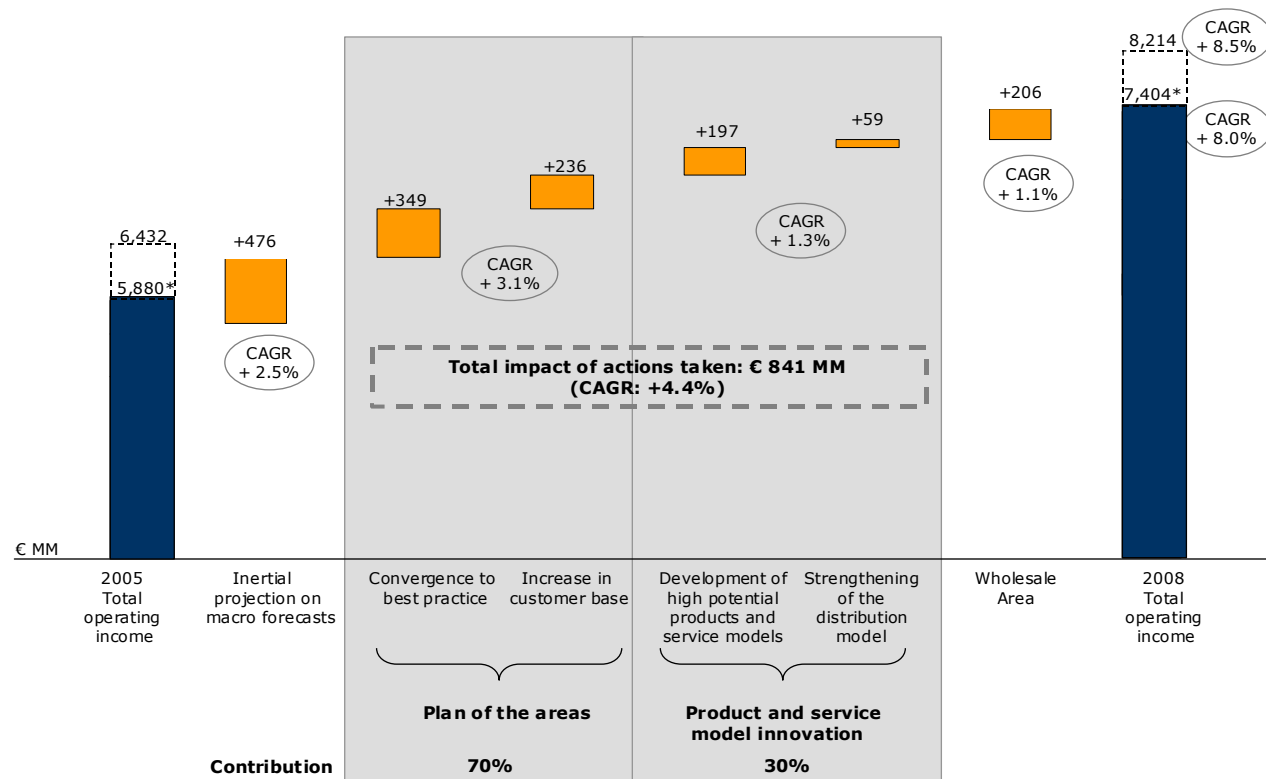 8,214
CAGR
+ 8.5%
7,404*
CAGR
+ 8.0%
+206
CAGR
+ 1.1%
+197
+59
CAGR
+ 1.3%
+236
+349
CAGR
+ 3.1%
6,432
+476
5,880*
CAGR
+ 2.5%
Total impact of actions taken: € 841 MM
(CAGR: +4.4%)
€ MM
2005
Total
operating
income
Inertial
projection on
macro forecasts
Convergence to
best practice
Increase in
customer base
Development of
high potential
products and
service models
Strengthening
of the
distribution
model
Wholesale
Area
2008
Total
operating
income
Plan of the areas
Product and service
model innovation
Contribution
70%
30%